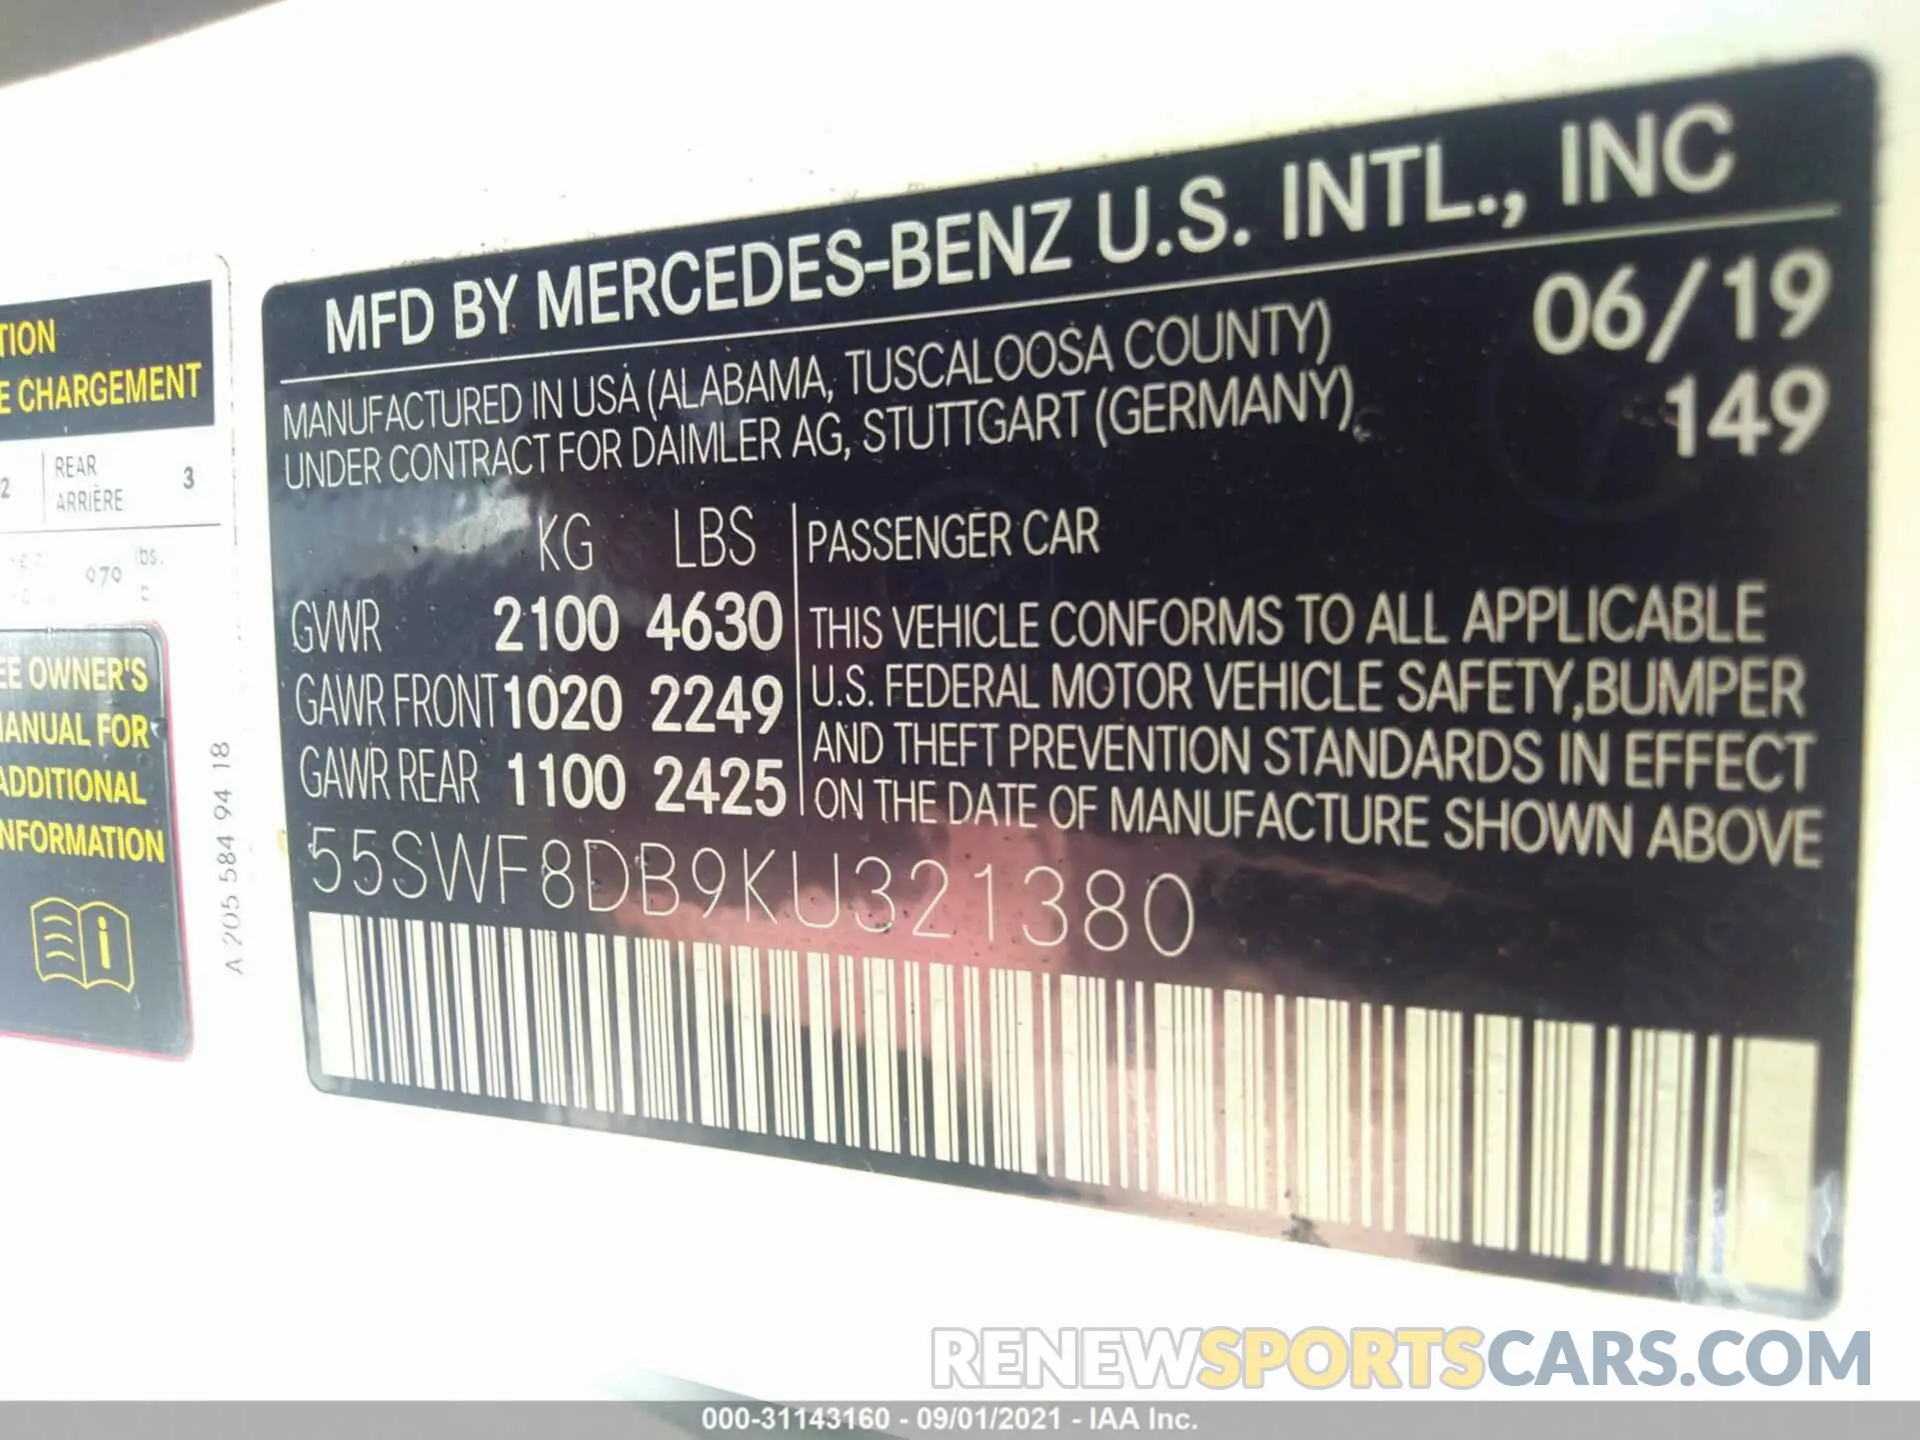 MFD BY MERCEDES-BENZ U.S. INTL., INC
MANUFACTURED IN USA (ALABAMA, TUSCALOOSA COUNTY)
UNDER CONTRACT FOR DAIMLER AG, STUTTGART (GERMANY)
06/19
149
KG LBS
GVWR 2100 4630
GAWR FRONT 1020 2249
GAWR REAR 1100 2425
PASSENGER CAR
THIS VEHICLE CONFORMS TO ALL APPLICABLE
U.S. FEDERAL MOTOR VEHICLE SAFETY,BUMPER
AND THEFT PREVENTION STANDARDS IN EFFECT
ON THE DATE OF MANUFACTURE SHOWN ABOVE
55SWF8DB9KU321380
TION
E CHARGEMENT
2 REAR 3
ARRIÈRE
lbs.
EE OWNER'S
MANUAL FOR
ADDITIONAL
INFORMATION
A 205 584 94 18
RENEWSPORTSCARS.COM
000-31143160 - 09/01/2021 - IAA Inc.